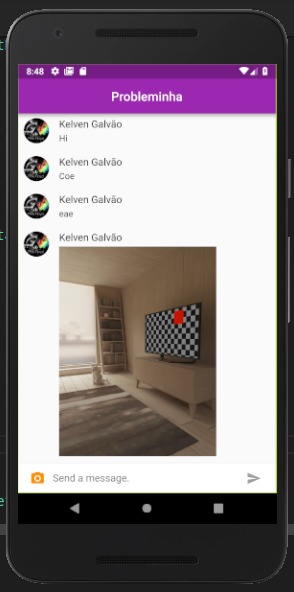 8:48
Probleminha
Kelven Galvão
Hi
Kelven Galvão
Coe
Kelven Galvão
eae
Kelven Galvão
Send a message.